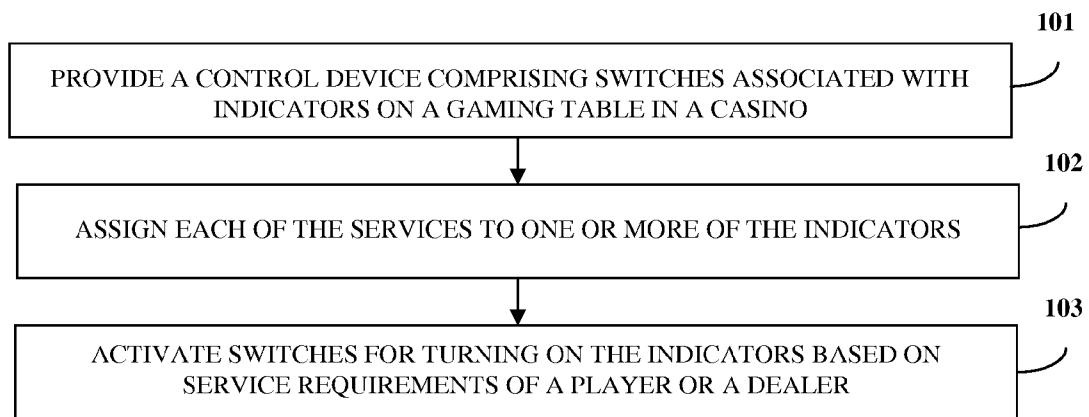 101
PROVIDE A CONTROL DEVICE COMPRISING SWITCHES ASSOCIATED WITH
INDICATORS ON A GAMING TABLE IN A CASINO
102
ASSIGN EACH OF THE SERVICES TO ONE OR MORE OF THE INDICATORS
103
ACTIVATE SWITCHES FOR TURNING ON THE INDICATORS BASED ON
SERVICE REQUIREMENTS OF A PLAYER OR A DEALER